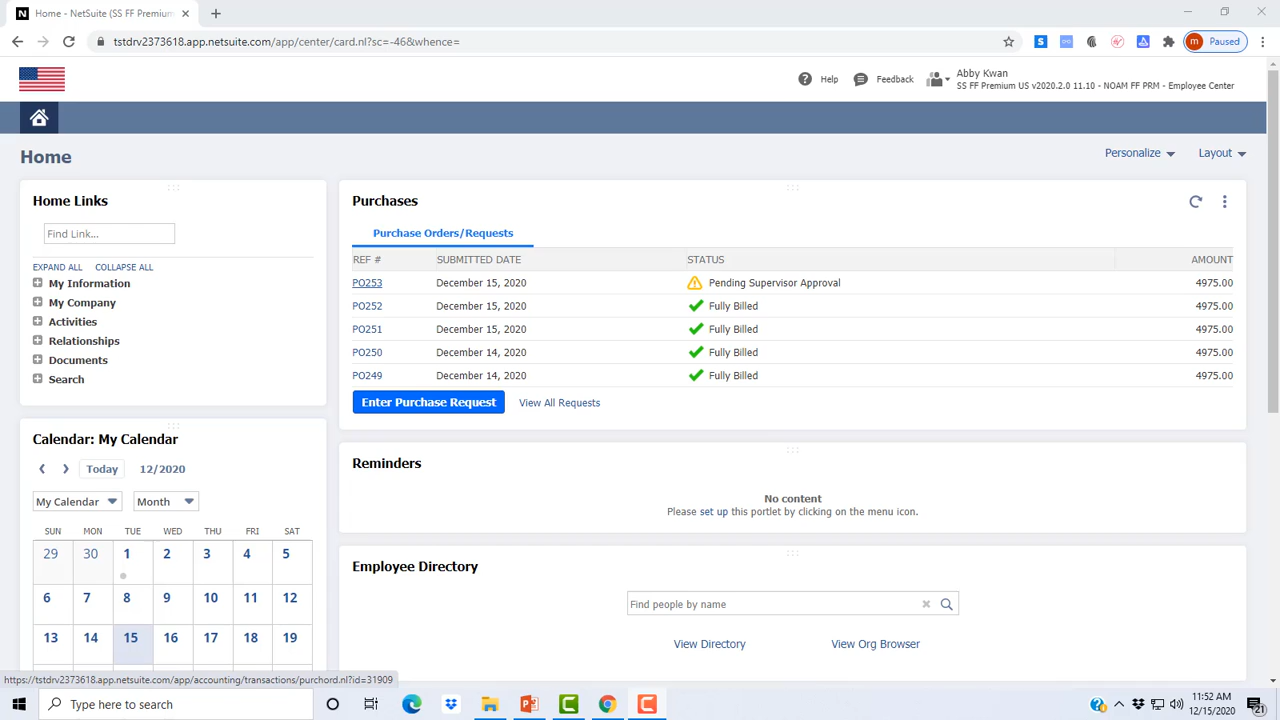 Home - NetSuite (SS FF Premium
tstdrv2373618.app.netsuite.com/app/center/card.nl?sc=-46&whence=
m Paused
Help
Feedback
Abby Kwan
SS FF Premium US v2020.2.0 11.10 - NOAM FF PRM - Employee Center
Home
Personalize
Layout
Home Links
Find Link...
EXPAND ALL COLLAPSE ALL
My Information
My Company
Activities
Relationships
Documents
Search
Purchases
Purchase Orders/Requests
REF # SUBMITTED DATE STATUS AMOUNT
PO253 December 15, 2020 Pending Supervisor Approval 4975.00
PO252 December 15, 2020 Fully Billed 4975.00
PO251 December 15, 2020 Fully Billed 4975.00
PO250 December 14, 2020 Fully Billed 4975.00
PO249 December 14, 2020 Fully Billed 4975.00
Enter Purchase Request View All Requests
Calendar: My Calendar
Today 12/2020
My Calendar Month
SUN MON TUE WED THU FRI SAT
29 30 1 2 3 4 5
6 7 8 9 10 11 12
13 14 15 16 17 18 19
Reminders
No content
Please set up this portlet by clicking on the menu icon.
Employee Directory
Find people by name
View Directory View Org Browser
https://tstdrv2373618.app.netsuite.com/app/accounting/transactions/purchord.nl?id=31909
Type here to search
11:52 AM
12/15/2020
21